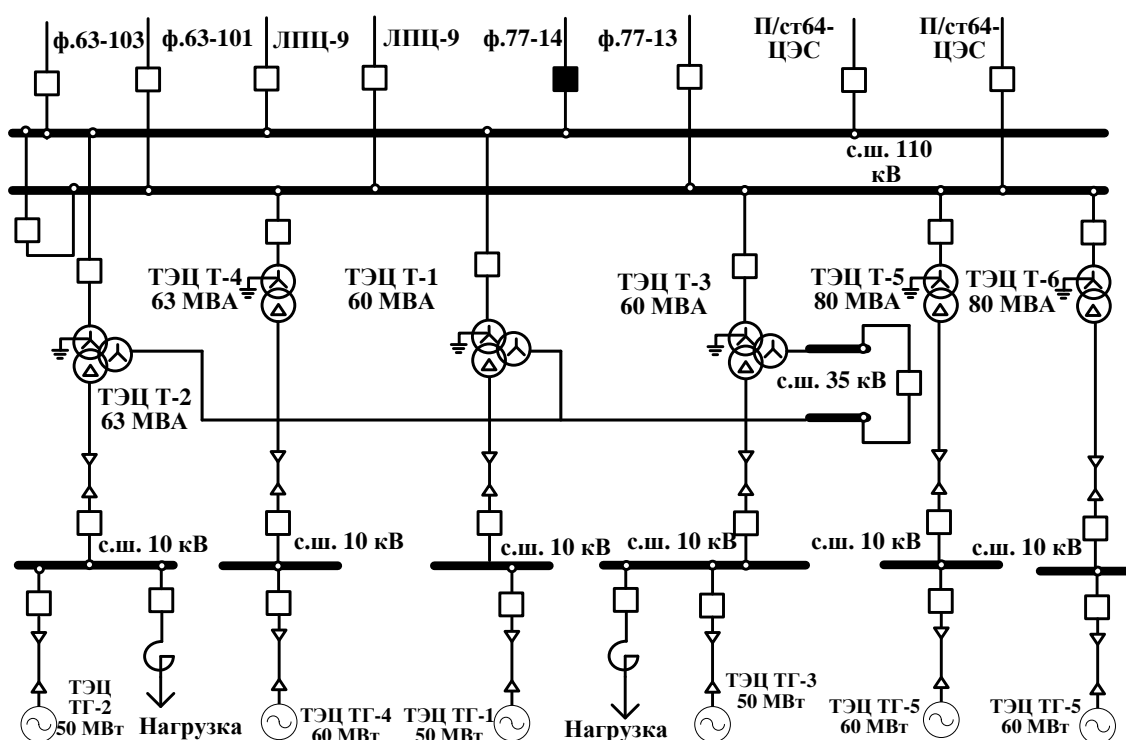 ф.63-103
ф.63-101
ЛПЦ-9
ЛПЦ-9
ф.77-14
ф.77-13
П/ст64-
ЦЭС
П/ст64-
ЦЭС
с.ш. 110
кВ
ТЭЦ Т-4
63 МВА
ТЭЦ Т-1
60 МВА
ТЭЦ Т-3
60 МВА
ТЭЦ Т-5
80 МВА
ТЭЦ Т-6
80 МВА
ТЭЦ Т-2
63 МВА
с.ш. 35 кВ
с.ш. 10 кВ
с.ш. 10 кВ
с.ш. 10 кВ
с.ш. 10 кВ
с.ш. 10 кВ
с.ш. 10 кВ
ТЭЦ
ТГ-2
50 МВт
Нагрузка
ТЭЦ ТГ-4
60 МВт
ТЭЦ ТГ-1
50 МВт
Нагрузка
ТЭЦ ТГ-3
50 МВт
ТЭЦ ТГ-5
60 МВт
ТЭЦ ТГ-5
60 МВт